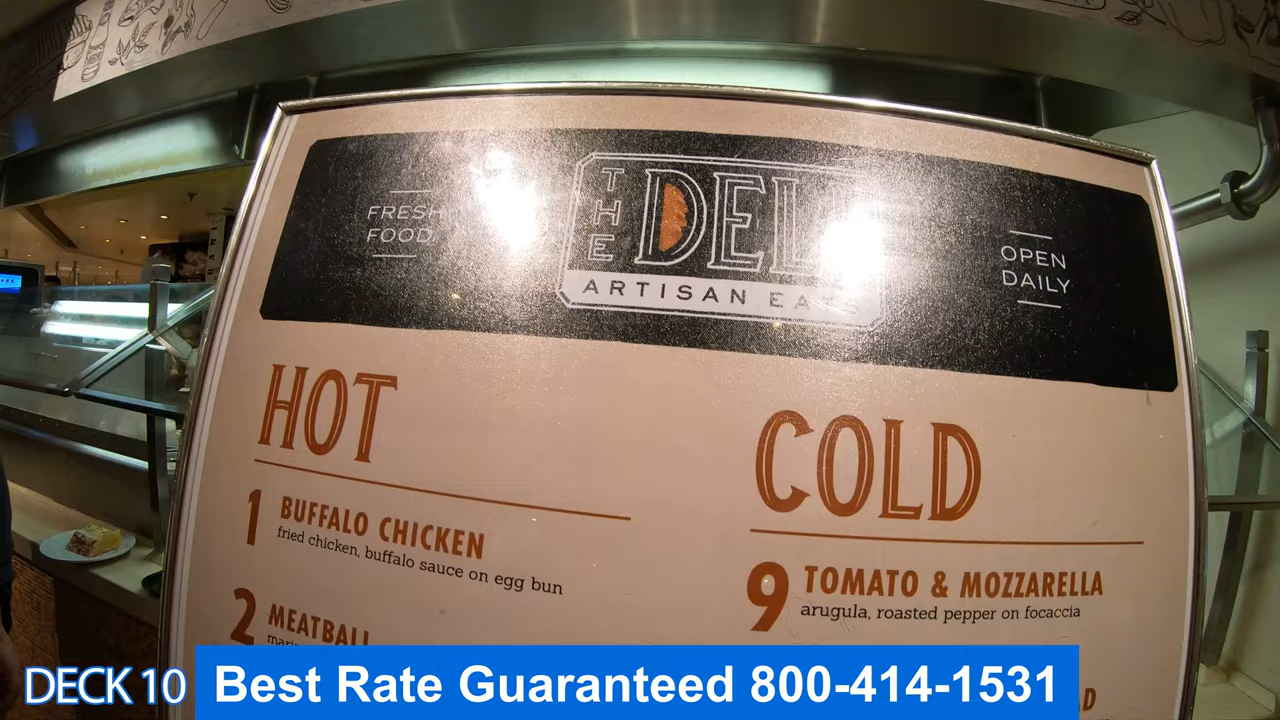 FRESH
FOOD
THE DELI
ARTISAN EATS
OPEN
DAILY
HOT
1 BUFFALO CHICKEN
fried chicken, buffalo sauce on egg bun
2 MEATBALL
COLD
9 TOMATO & MOZZARELLA
arugula, roasted pepper on focaccia
DECK 10
Best Rate Guaranteed 800-414-1531